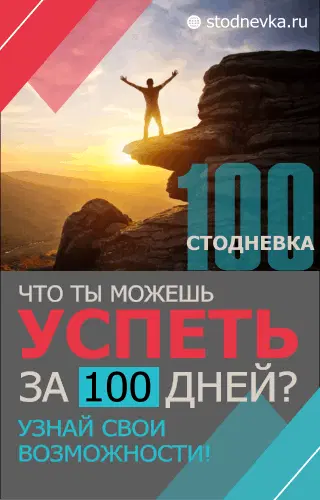 stodnevka.ru
100
СТОДНЕВКА
ЧТО ТЫ МОЖЕШЬ
УСПЕТЬ
ЗА 100 ДНЕЙ?
УЗНАЙ СВОИ
ВОЗМОЖНОСТИ!